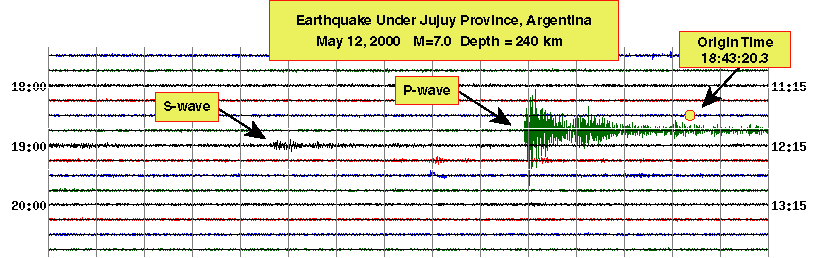 Earthquake Under Jujuy Province, Argentina
May 12, 2000 M=7.0 Depth = 240 km
Origin Time
18:43:20.3
18:00
11:15
P-wave
S-wave
19:00
12:15
20:00
13:15